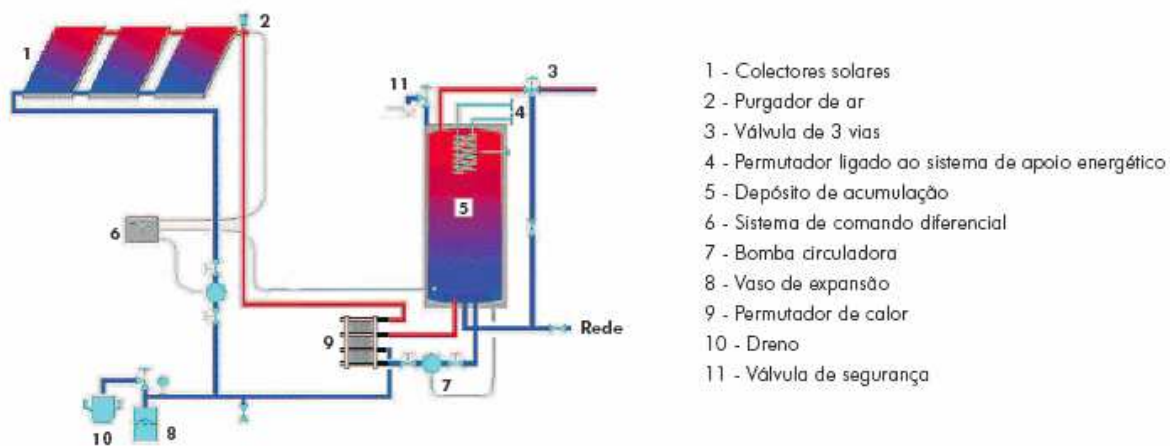 1
2
3
4
5
6
7
8
9
10
11
Rede
1 - Colectores solares
2 - Purgador de ar
3 - Válvula de 3 vias
4 - Permutador ligado ao sistema de apoio energético
5 - Depósito de acumulação
6 - Sistema de comando diferencial
7 - Bomba circuladora
8 - Vaso de expansão
9 - Permutador de calor
10 - Dreno
11 - Válvula de segurança